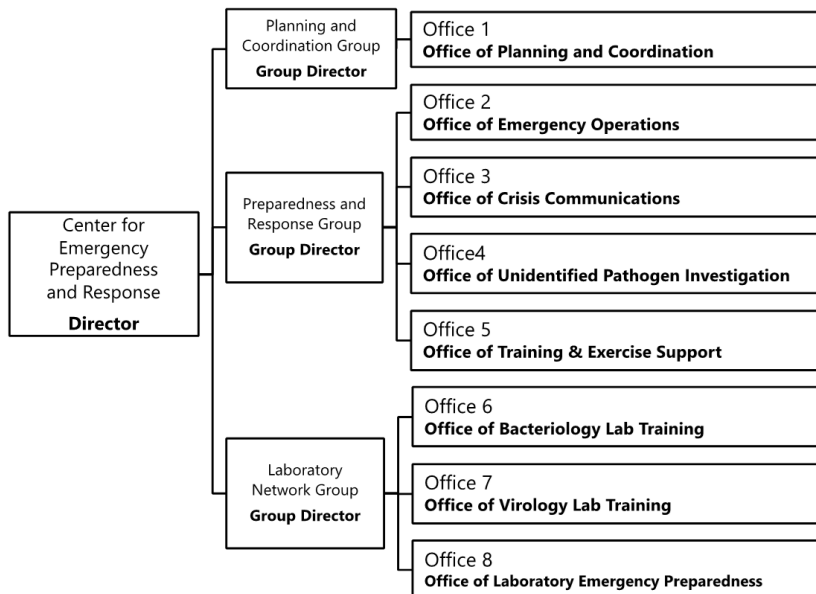 Center for
Emergency
Preparedness
and Response
Director
Planning and
Coordination Group
Group Director
Office 1
Office of Planning and Coordination
Preparedness and
Response Group
Group Director
Office 2
Office of Emergency Operations
Office 3
Office of Crisis Communications
Office4
Office of Unidentified Pathogen Investigation
Office 5
Office of Training & Exercise Support
Laboratory
Network Group
Group Director
Office 6
Office of Bacteriology Lab Training
Office 7
Office of Virology Lab Training
Office 8
Office of Laboratory Emergency Preparedness